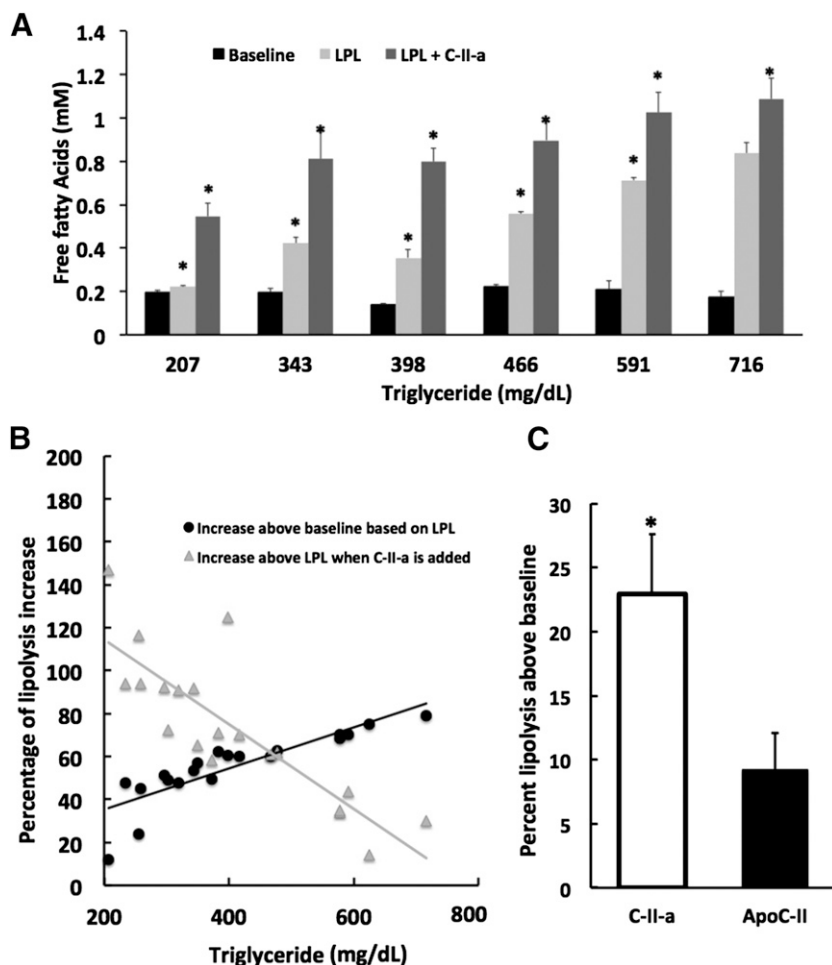 A
1.4
1.2
1
0.8
0.6
0.4
0.2
0
Free fatty Acids (mM)
Baseline LPL LPL + C-II-a
* * * * * *
* * * * *
207 343 398 466 591 716
Triglyceride (mg/dL)
B
200
180
160
140
120
100
80
60
40
20
0
Percentage of lipolysis increase
Increase above baseline based on LPL
Increase above LPL when C-II-a is added
200 400 600 800
Triglyceride (mg/dL)
C
30
25
20
15
10
5
0
Percent lipolysis above baseline
*
C-II-a ApoC-II